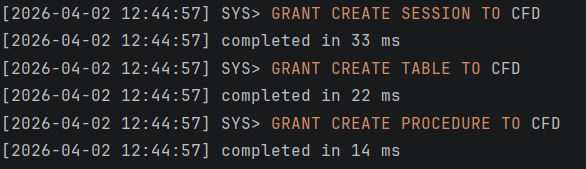 [2026-04-02 12:44:57] SYS> GRANT CREATE SESSION TO CFD
[2026-04-02 12:44:57] completed in 33 ms
[2026-04-02 12:44:57] SYS> GRANT CREATE TABLE TO CFD
[2026-04-02 12:44:57] completed in 22 ms
[2026-04-02 12:44:57] SYS> GRANT CREATE PROCEDURE TO CFD
[2026-04-02 12:44:57] completed in 14 ms